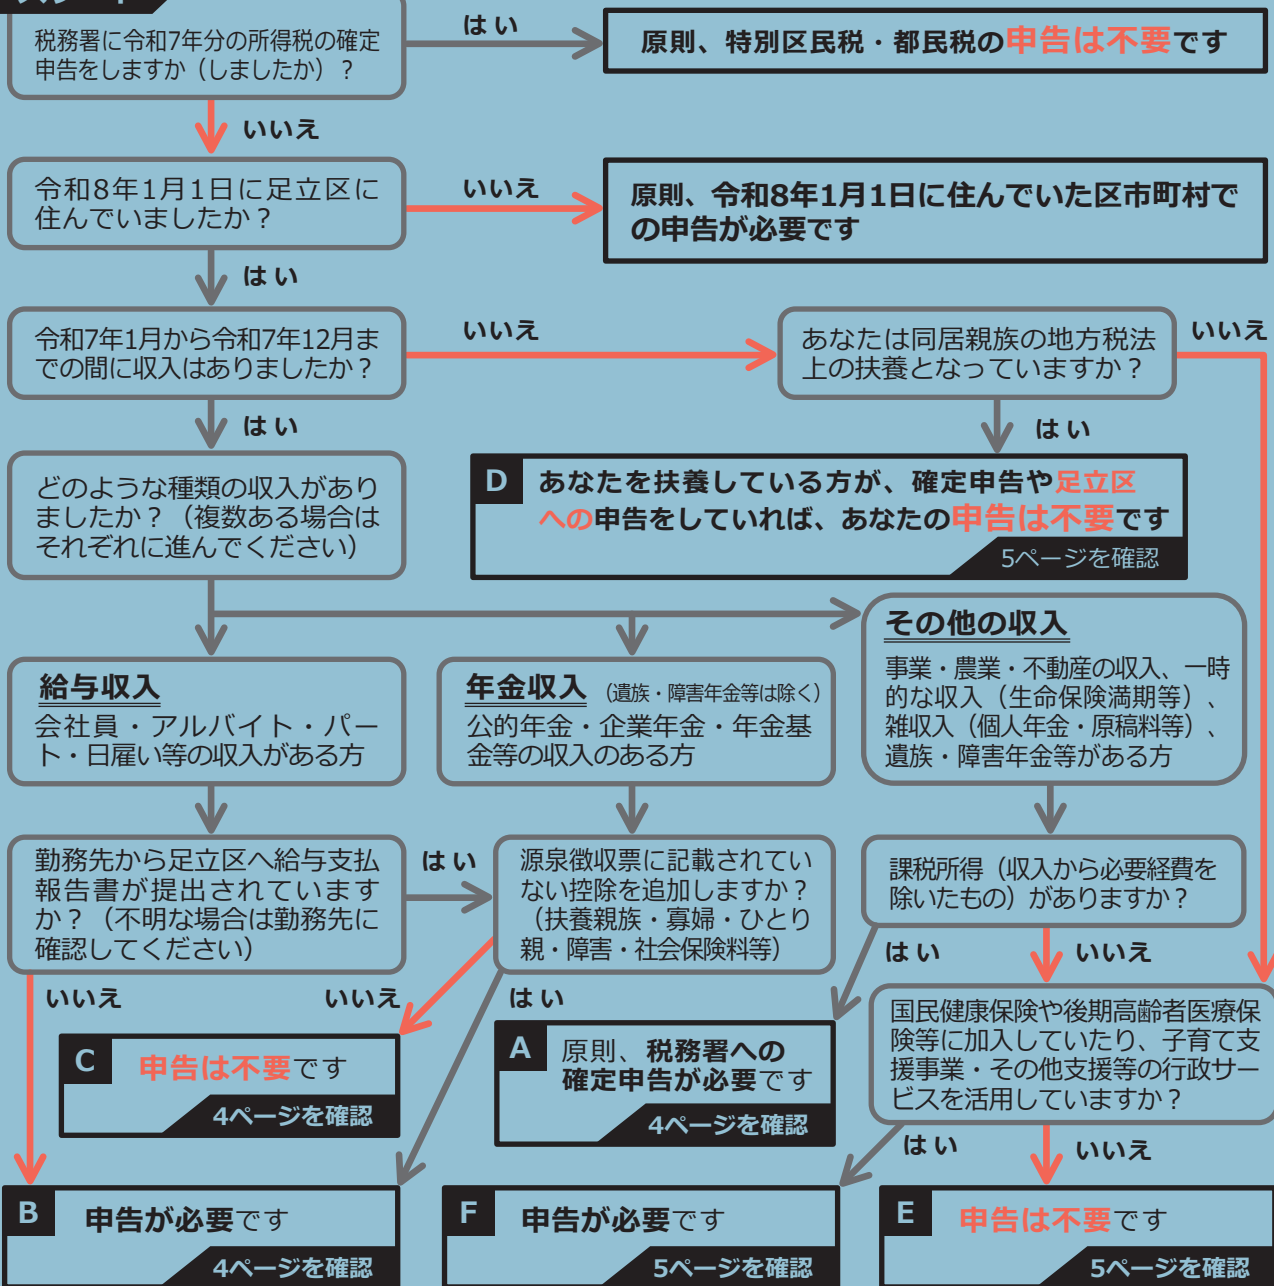 税務署に令和7年分の所得税の確定
申告をしますか（しましたか）？
はい
原則、特別区民税・都民税の申告は不要です
いいえ
令和8年1月1日に足立区に
住んでいましたか？
いいえ
原則、令和8年1月1日に住んでいた区市町村で
の申告が必要です
はい
令和7年1月から令和7年12月ま
での間に収入はありましたか？
いいえ
あなたは同居親族の地方税法
上の扶養となっていますか？
いいえ
はい
はい
どのような種類の収入があり
ましたか？（複数ある場合は
それぞれに進んでください）
D
あなたを扶養している方が、確定申告や足立区
への申告をしていれば、あなたの申告は不要です
5ページを確認
給与収入
会社員・アルバイト・パー
ト・日雇い等の収入がある方
年金収入（遺族・障害年金等は除く）
公的年金・企業年金・年金基
金等の収入のある方
その他の収入
事業・農業・不動産の収入、一時
的な収入（生命保険満期等）、
雑収入（個人年金・原稿料等）、
遺族・障害年金等がある方
勤務先から足立区へ給与支払
報告書が提出されています
か？（不明な場合は勤務先に
確認してください）
はい
源泉徴収票に記載されてい
ない控除を追加しますか？
（扶養親族・寡婦・ひとり
親・障害・社会保険料等）
課税所得（収入から必要経費を
除いたもの）がありますか？
はい
いいえ
いいえ
いいえ
はい
C
申告は不要です
4ページを確認
A
原則、税務署への
確定申告が必要です
4ページを確認
国民健康保険や後期高齢者医療保
険等に加入していたり、子育て支
援事業・その他支援等の行政サー
ビスを活用していますか？
はい
いいえ
B
申告が必要です
4ページを確認
F
申告が必要です
5ページを確認
E
申告は不要です
5ページを確認